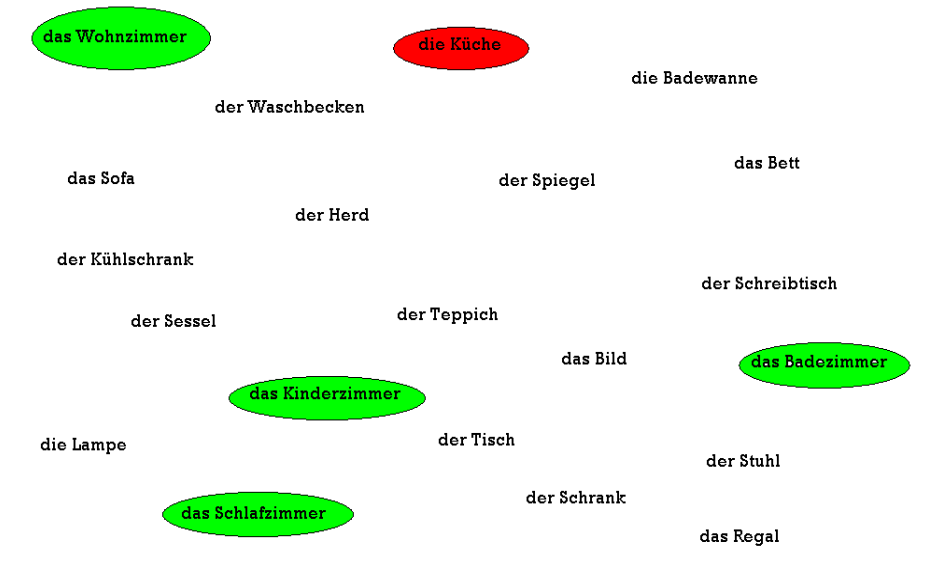 das Wohnzimmer
die Küche
die Badewanne
der Waschbecken
das Bett
das Sofa
der Spiegel
der Herd
der Kühlschrank
der Schreibtisch
der Teppich
der Sessel
das Bild
das Badezimmer
das Kinderzimmer
der Tisch
die Lampe
der Stuhl
der Schrank
das Schlafzimmer
das Regal